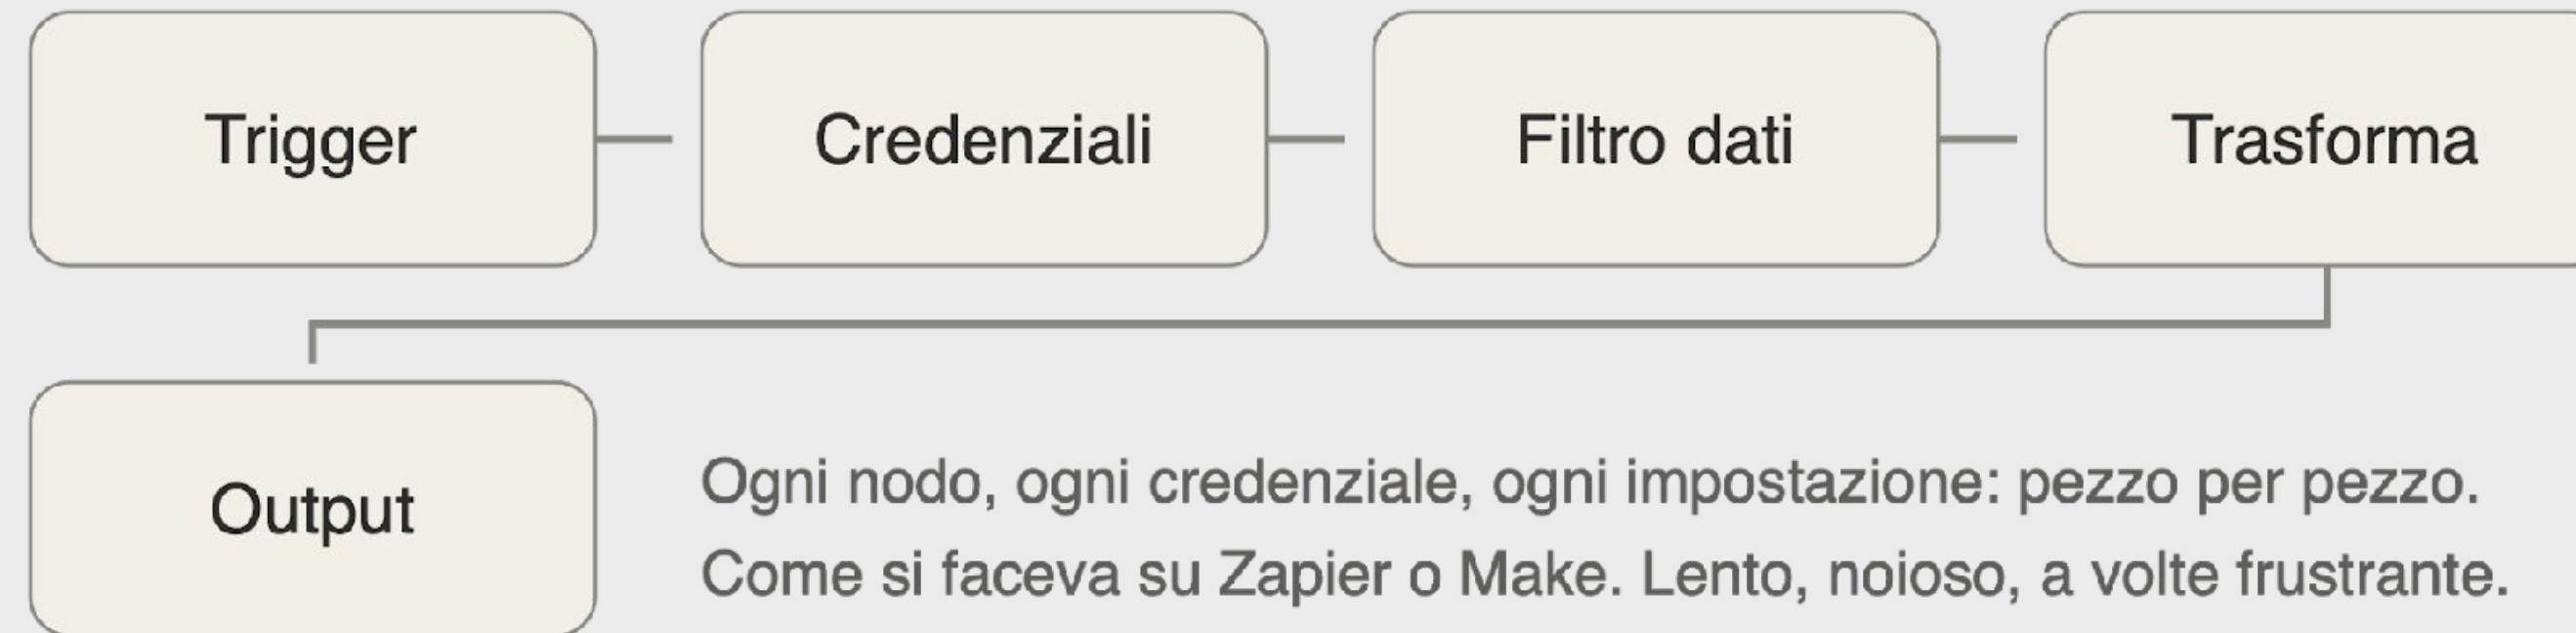 Trigger
Credenziali
Filtro dati
Trasforma
Output
Ogni nodo, ogni credenziale, ogni impostazione: pezzo per pezzo.
Come si faceva su Zapier o Make. Lento, noioso, a volte frustrante.